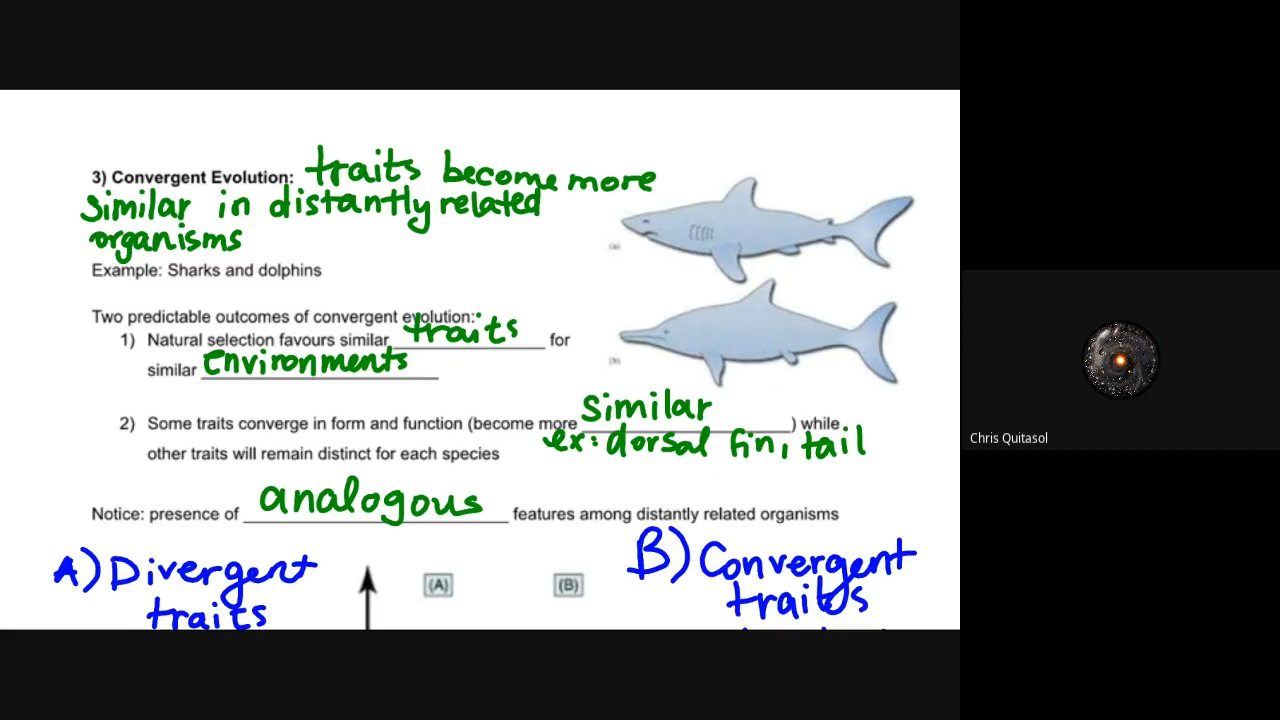 3) Convergent Evolution: traits become more
similar in distantly related
organisms
Example: Sharks and dolphins
(a)
Two predictable outcomes of convergent evolution:
1) Natural selection favours similar traits for
similar environments
(b)
2) Some traits converge in form and function (become more similar) while
ex: dorsal fin, tail
other traits will remain distinct for each species
Notice: presence of analogous features among distantly related organisms
A) Divergent
traits
(A)
(B)
B) Convergent
traits
Chris Quitasol